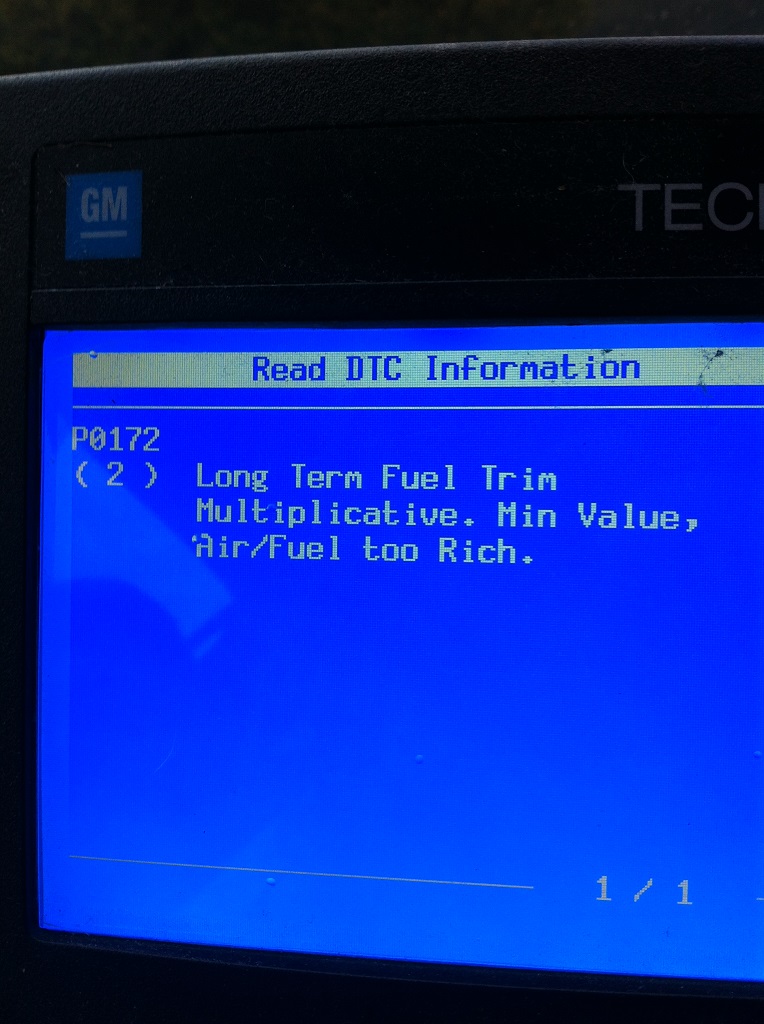 GM
TEC
Read DTC Information
P0172
( 2 ) Long Term Fuel Trim
Multiplicative. Min Value,
Air/Fuel too Rich.
1 / 1